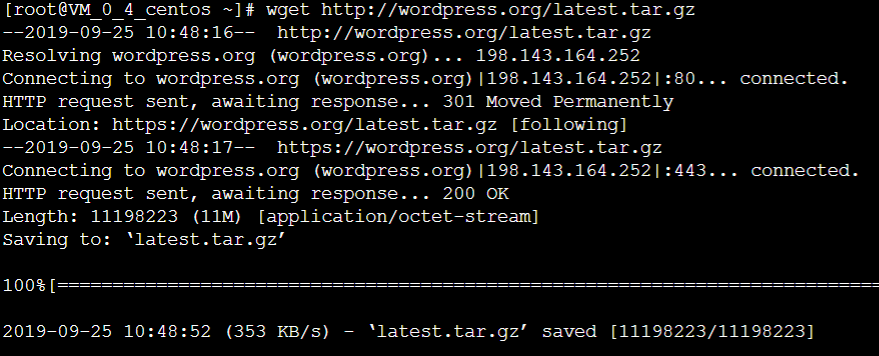 [root@VM_0_4_centos ~]# wget http://wordpress.org/latest.tar.gz
--2019-09-25 10:48:16--  http://wordpress.org/latest.tar.gz
Resolving wordpress.org (wordpress.org)... 198.143.164.252
Connecting to wordpress.org (wordpress.org)|198.143.164.252|:80... connected.
HTTP request sent, awaiting response... 301 Moved Permanently
Location: https://wordpress.org/latest.tar.gz [following]
--2019-09-25 10:48:17--  https://wordpress.org/latest.tar.gz
Connecting to wordpress.org (wordpress.org)|198.143.164.252|:443... connected.
HTTP request sent, awaiting response... 200 OK
Length: 11198223 (11M) [application/octet-stream]
Saving to: ‘latest.tar.gz’
100%[==========================================================================
2019-09-25 10:48:52 (353 KB/s) - ‘latest.tar.gz’ saved [11198223/11198223]